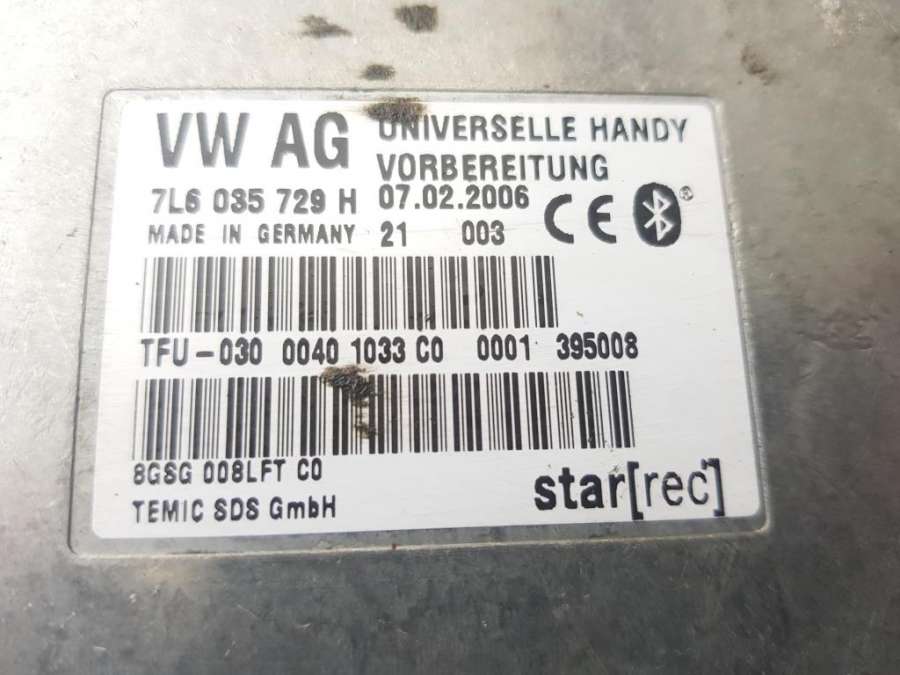 VW AG UNIVERSELLE HANDY
VORBEREITUNG
7L6 035 729 H 07.02.2006
MADE IN GERMANY 21 003 CE ®
TFU-030 0040 1033 C0 0001 395008
8GSG 008LFT C0
TEMIC SDS GmbH star[rec]